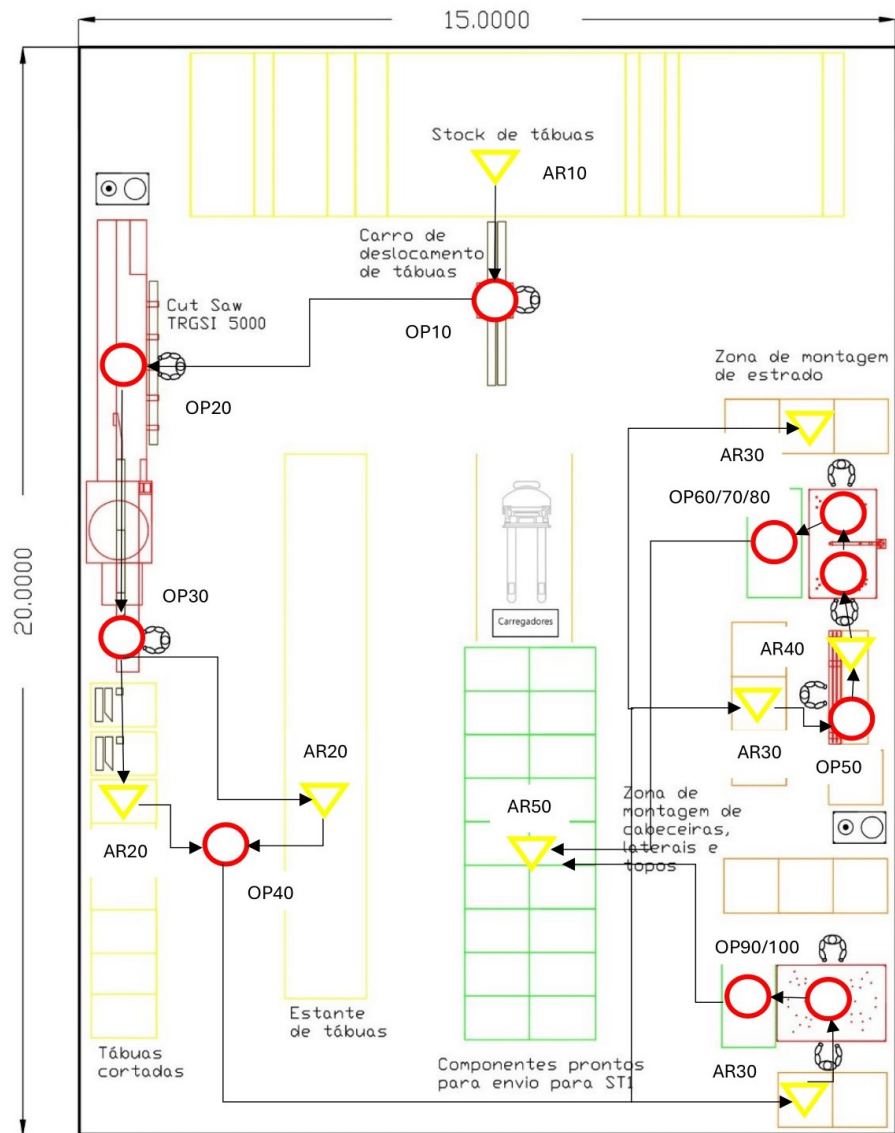 15.0000
20.0000
Stock de tábuas
AR10
Carro de
deslocamento
de tábuas
OP10
Cut Saw
TRGSI 5000
OP20
Zona de montagem
de estrado
AR30
OP60/70/80
Carregadores
OP30
AR40
AR30
OP50
AR20
AR20
OP40
AR50
Zona de
montagem de
cabeceiras,
laterais e
topos
OP90/100
AR30
Estante
de tábuas
Tábuas
cortadas
Componentes prontos
para envio para STI